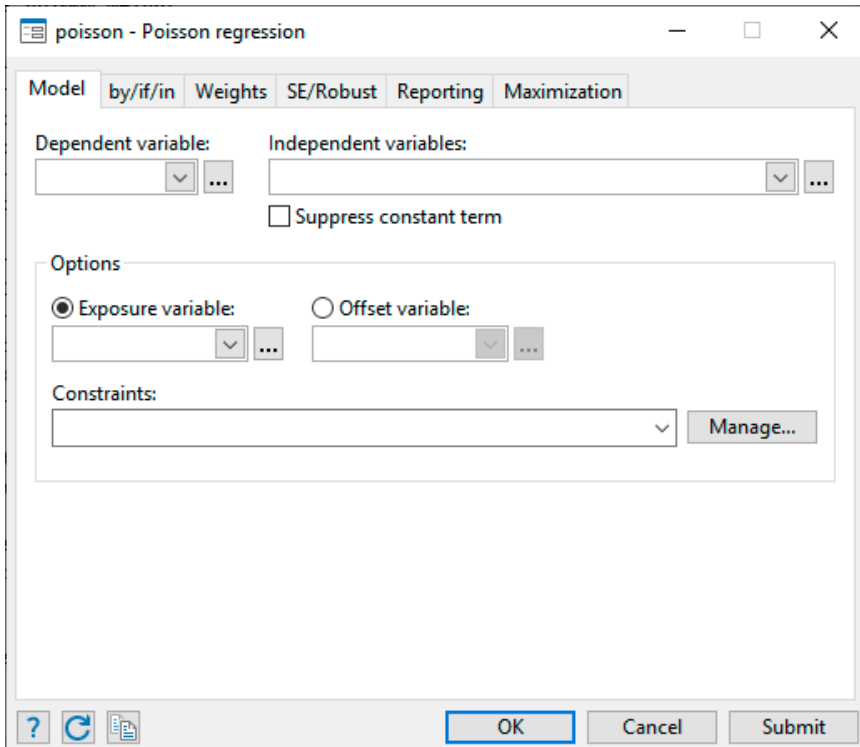 poisson - Poisson regression
Model by/if/in Weights SE/Robust Reporting Maximization
Dependent variable: Independent variables:
... ...
Suppress constant term
Options
Exposure variable: Offset variable:
... ...
Constraints:
Manage...
? OK Cancel Submit